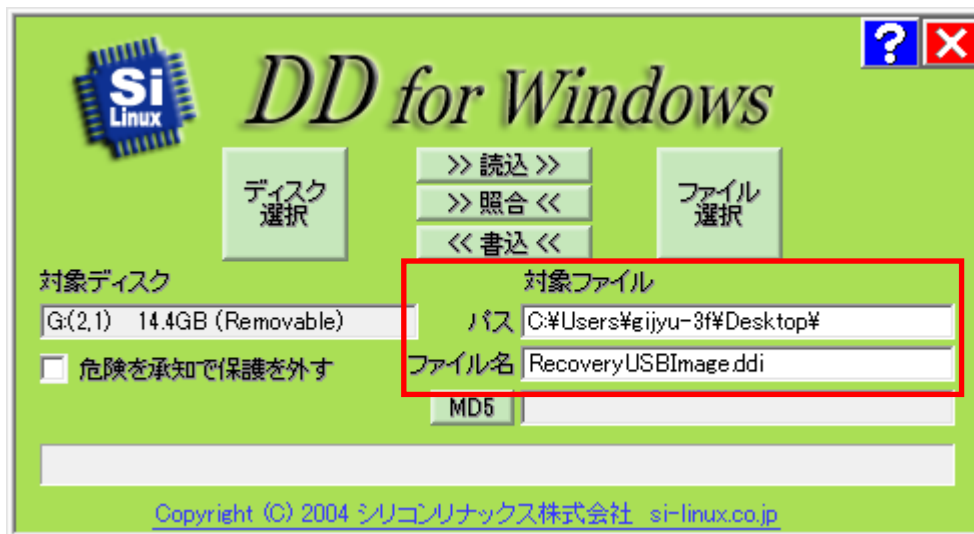 Si
Linux
DD for Windows
?
ディスク
選択
>> 読込 >>
>> 照合 <<
<< 書込 <<
ファイル
選択
対象ディスク
対象ファイル
G:(2,1) 14.4GB (Removable)
パス C:¥Users¥gijyu-3f¥Desktop¥
危険を承知で保護を外す
ファイル名 RecoveryUSBImage.ddi
MD5
Copyright (C) 2004 シリコンリナックス株式会社 si-linux.co.jp